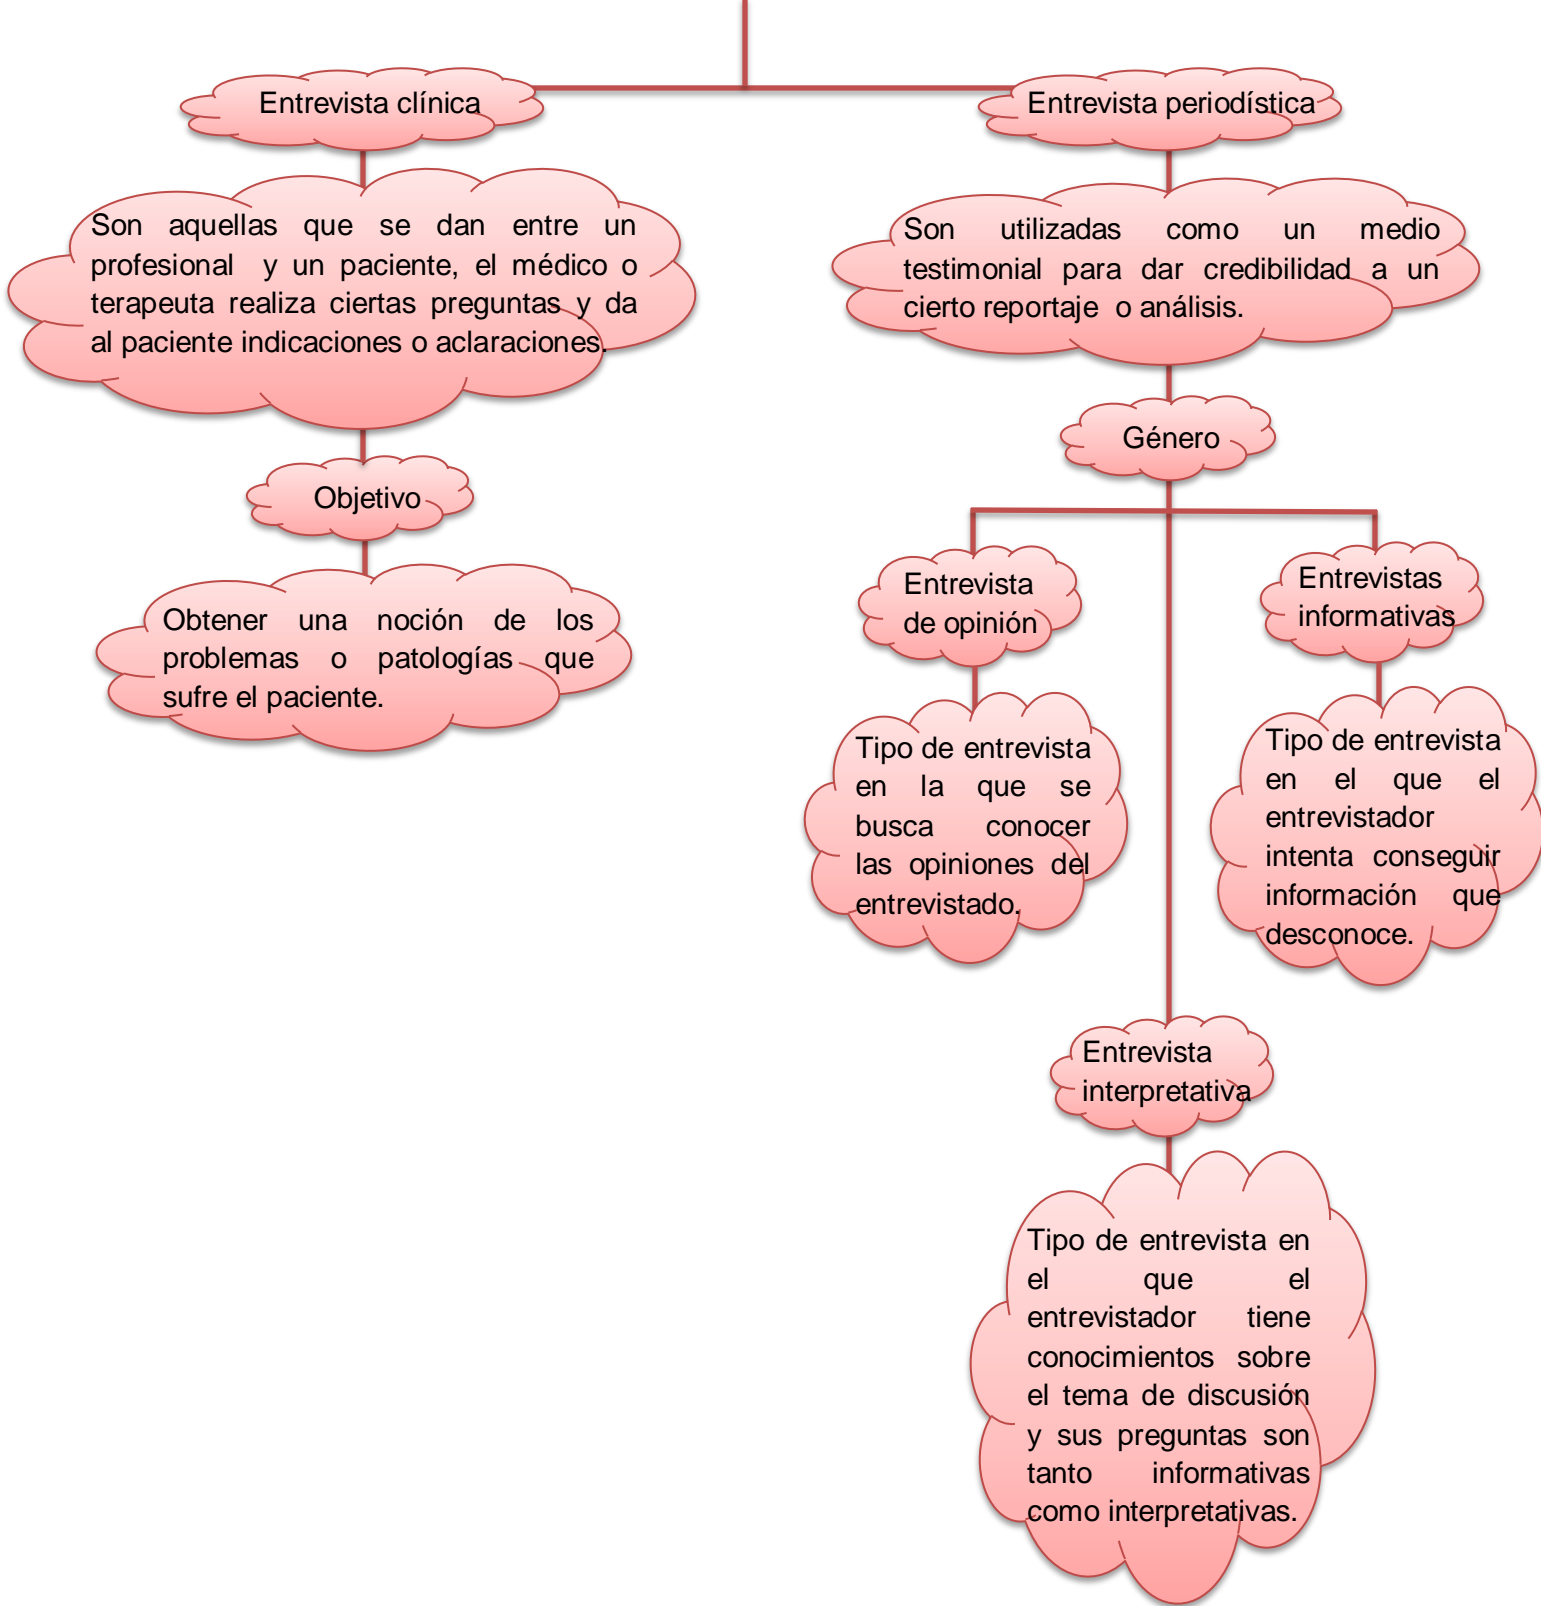 Entrevista clínica
Son aquellas que se dan entre un
profesional y un paciente, el médico o
terapeuta realiza ciertas preguntas y da
al paciente indicaciones o aclaraciones.
Objetivo
Obtener una noción de los
problemas o patologías que
sufre el paciente.
Entrevista periodística
Son utilizadas como un medio
testimonial para dar credibilidad a un
cierto reportaje o análisis.
Género
Entrevista
de opinión
Tipo de entrevista
en la que se
busca conocer
las opiniones del
entrevistado.
Entrevistas
informativas
Tipo de entrevista
en el que el
entrevistador
intenta conseguir
información que
desconoce.
Entrevista
interpretativa
Tipo de entrevista en
el que el
entrevistador tiene
conocimientos sobre
el tema de discusión
y sus preguntas son
tanto informativas
como interpretativas.